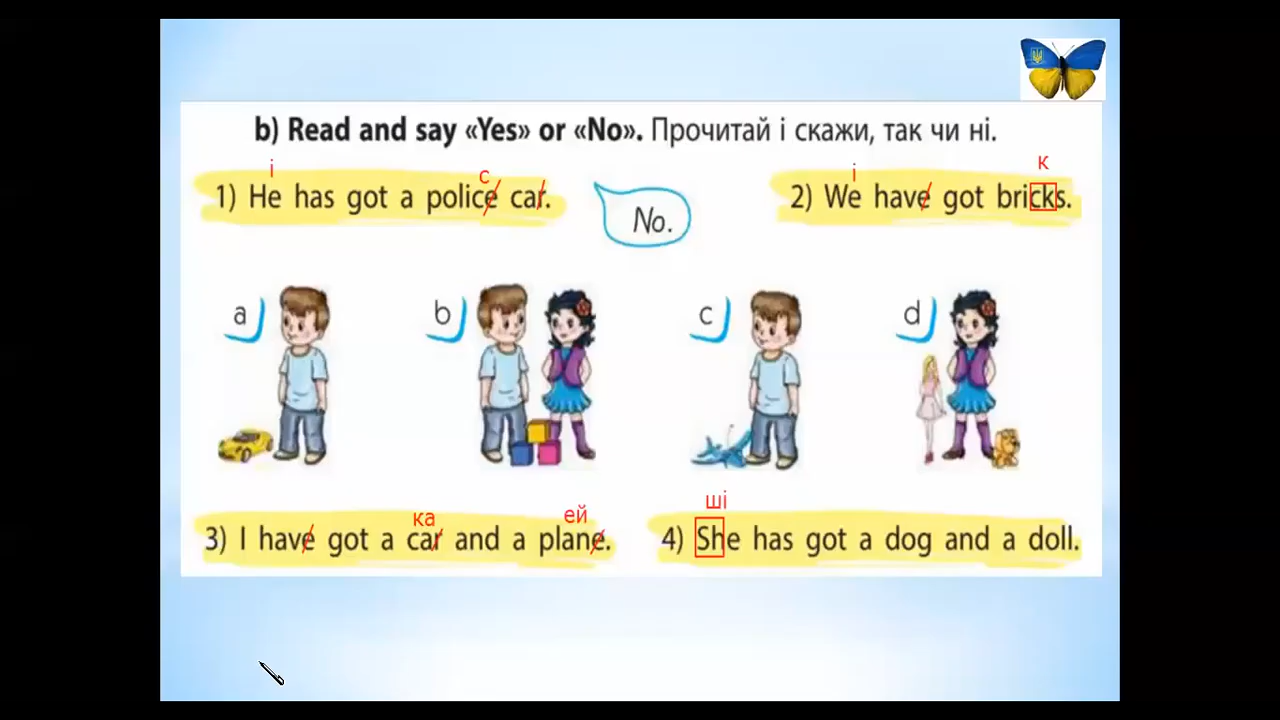 b) Read and say «Yes» or «No». Прочитай і скажи, так чи ні.
і
с
1) He has got a police car.
No.
і
к
2) We have got bricks.
a
b
c
d
ка
ей
3) I have got a car and a plane.
ші
4) She has got a dog and a doll.